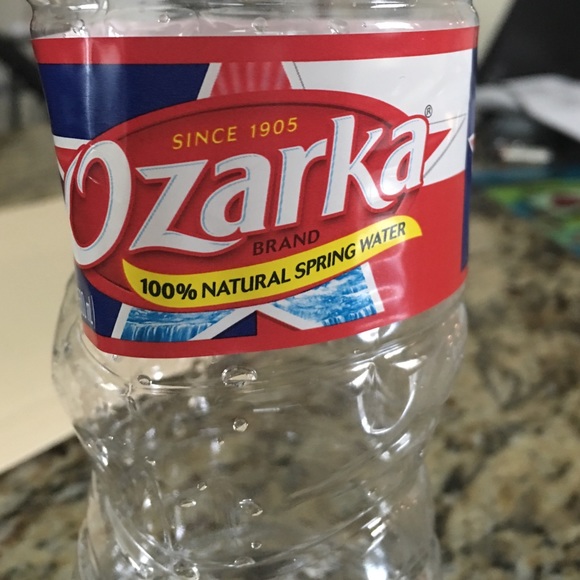 SINCE 1905
Ozarka®
BRAND
100% NATURAL SPRING WATER